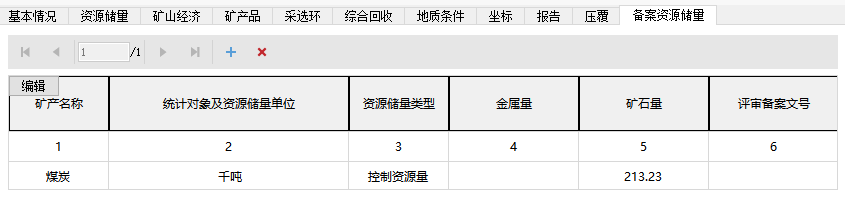 基本情况 资源储量 矿山经济 矿产品 采选环 综合回收 地质条件 坐标 报告 压覆 备案资源储量
1 /1
编辑
矿产名称 统计对象及资源储量单位 资源储量类型 金属量 矿石量 评审备案文号
1 2 3 4 5 6
煤炭 千吨 控制资源量 213.23